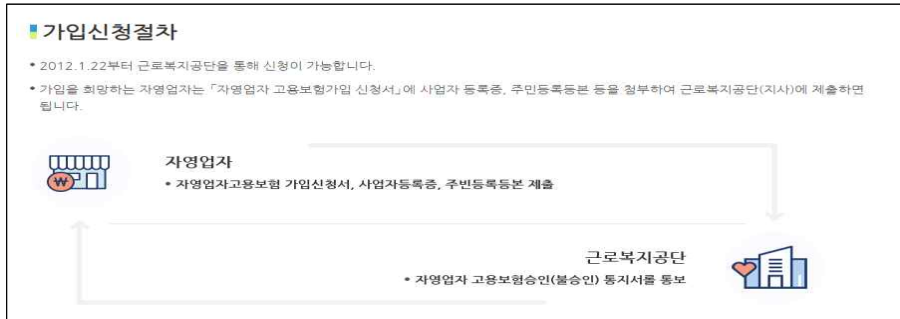 가입신청절차
• 2012.1.22부터 근로복지공단을 통해 신청이 가능합니다.
• 가입을 희망하는 자영업자는 「자영업자 고용보험가입 신청서」에 사업자 등록증, 주민등록등본 등을 첨부하여 근로복지공단(지사)에 제출하면
됩니다.
자영업자
• 자영업자고용보험 가입신청서, 사업자등록증, 주빈등록등본 제출
근로복지공단
• 자영업자 고용보험승인(불승인) 통지서를 통보